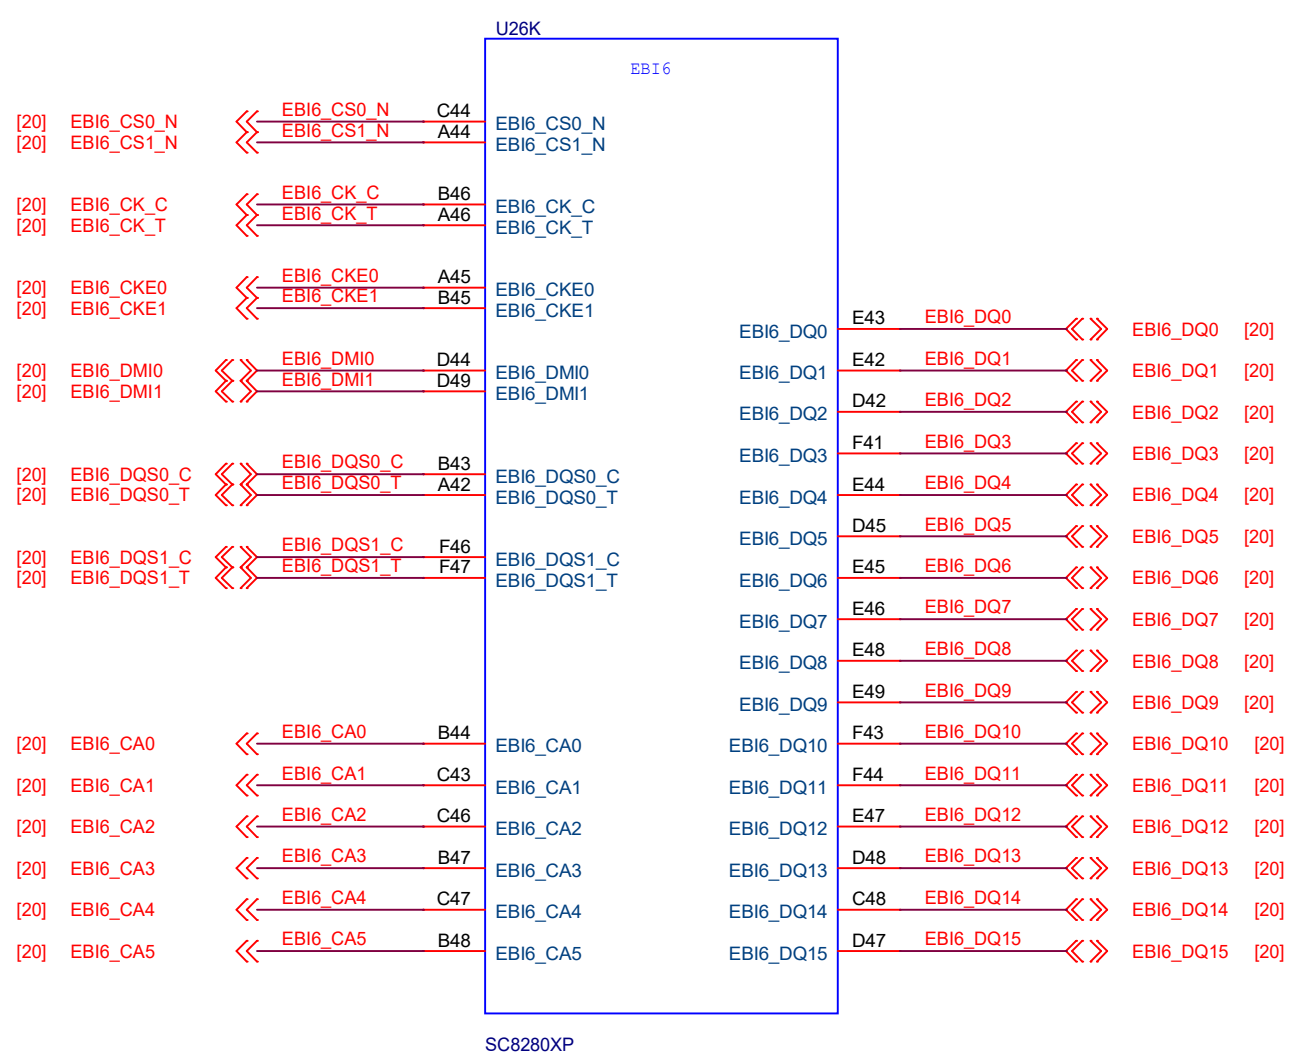 U26K
EBI6
[20] EBI6_CS0_N EBI6_CS0_N C44 EBI6_CS0_N
[20] EBI6_CS1_N EBI6_CS1_N A44 EBI6_CS1_N
[20] EBI6_CK_C EBI6_CK_C B46 EBI6_CK_C
[20] EBI6_CK_T EBI6_CK_T A46 EBI6_CK_T
[20] EBI6_CKE0 EBI6_CKE0 A45 EBI6_CKE0
[20] EBI6_CKE1 EBI6_CKE1 B45 EBI6_CKE1
[20] EBI6_DMI0 EBI6_DMI0 D44 EBI6_DMI0
[20] EBI6_DMI1 EBI6_DMI1 D49 EBI6_DMI1
[20] EBI6_DQS0_C EBI6_DQS0_C B43 EBI6_DQS0_C
[20] EBI6_DQS0_T EBI6_DQS0_T A42 EBI6_DQS0_T
[20] EBI6_DQS1_C EBI6_DQS1_C F46 EBI6_DQS1_C
[20] EBI6_DQS1_T EBI6_DQS1_T F47 EBI6_DQS1_T
[20] EBI6_CA0 EBI6_CA0 B44 EBI6_CA0
[20] EBI6_CA1 EBI6_CA1 C43 EBI6_CA1
[20] EBI6_CA2 EBI6_CA2 C46 EBI6_CA2
[20] EBI6_CA3 EBI6_CA3 B47 EBI6_CA3
[20] EBI6_CA4 EBI6_CA4 C47 EBI6_CA4
[20] EBI6_CA5 EBI6_CA5 B48 EBI6_CA5
EBI6_DQ0 E43 EBI6_DQ0 EBI6_DQ0 [20]
EBI6_DQ1 E42 EBI6_DQ1 EBI6_DQ1 [20]
EBI6_DQ2 D42 EBI6_DQ2 EBI6_DQ2 [20]
EBI6_DQ3 F41 EBI6_DQ3 EBI6_DQ3 [20]
EBI6_DQ4 E44 EBI6_DQ4 EBI6_DQ4 [20]
EBI6_DQ5 D45 EBI6_DQ5 EBI6_DQ5 [20]
EBI6_DQ6 E45 EBI6_DQ6 EBI6_DQ6 [20]
EBI6_DQ7 E46 EBI6_DQ7 EBI6_DQ7 [20]
EBI6_DQ8 E48 EBI6_DQ8 EBI6_DQ8 [20]
EBI6_DQ9 E49 EBI6_DQ9 EBI6_DQ9 [20]
EBI6_DQ10 F43 EBI6_DQ10 EBI6_DQ10 [20]
EBI6_DQ11 F44 EBI6_DQ11 EBI6_DQ11 [20]
EBI6_DQ12 E47 EBI6_DQ12 EBI6_DQ12 [20]
EBI6_DQ13 D48 EBI6_DQ13 EBI6_DQ13 [20]
EBI6_DQ14 C48 EBI6_DQ14 EBI6_DQ14 [20]
EBI6_DQ15 D47 EBI6_DQ15 EBI6_DQ15 [20]
SC8280XP